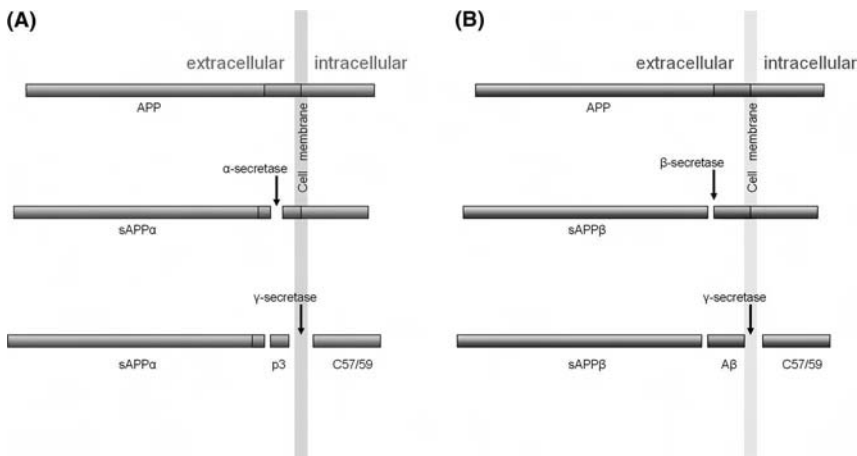 (A)
extracellular intracellular
APP
Cell membrane
α-secretase
sAPPα
γ-secretase
sAPPα p3 C57/59
(B)
extracellular intracellular
APP
Cell membrane
β-secretase
sAPPβ
γ-secretase
sAPPβ Aβ C57/59